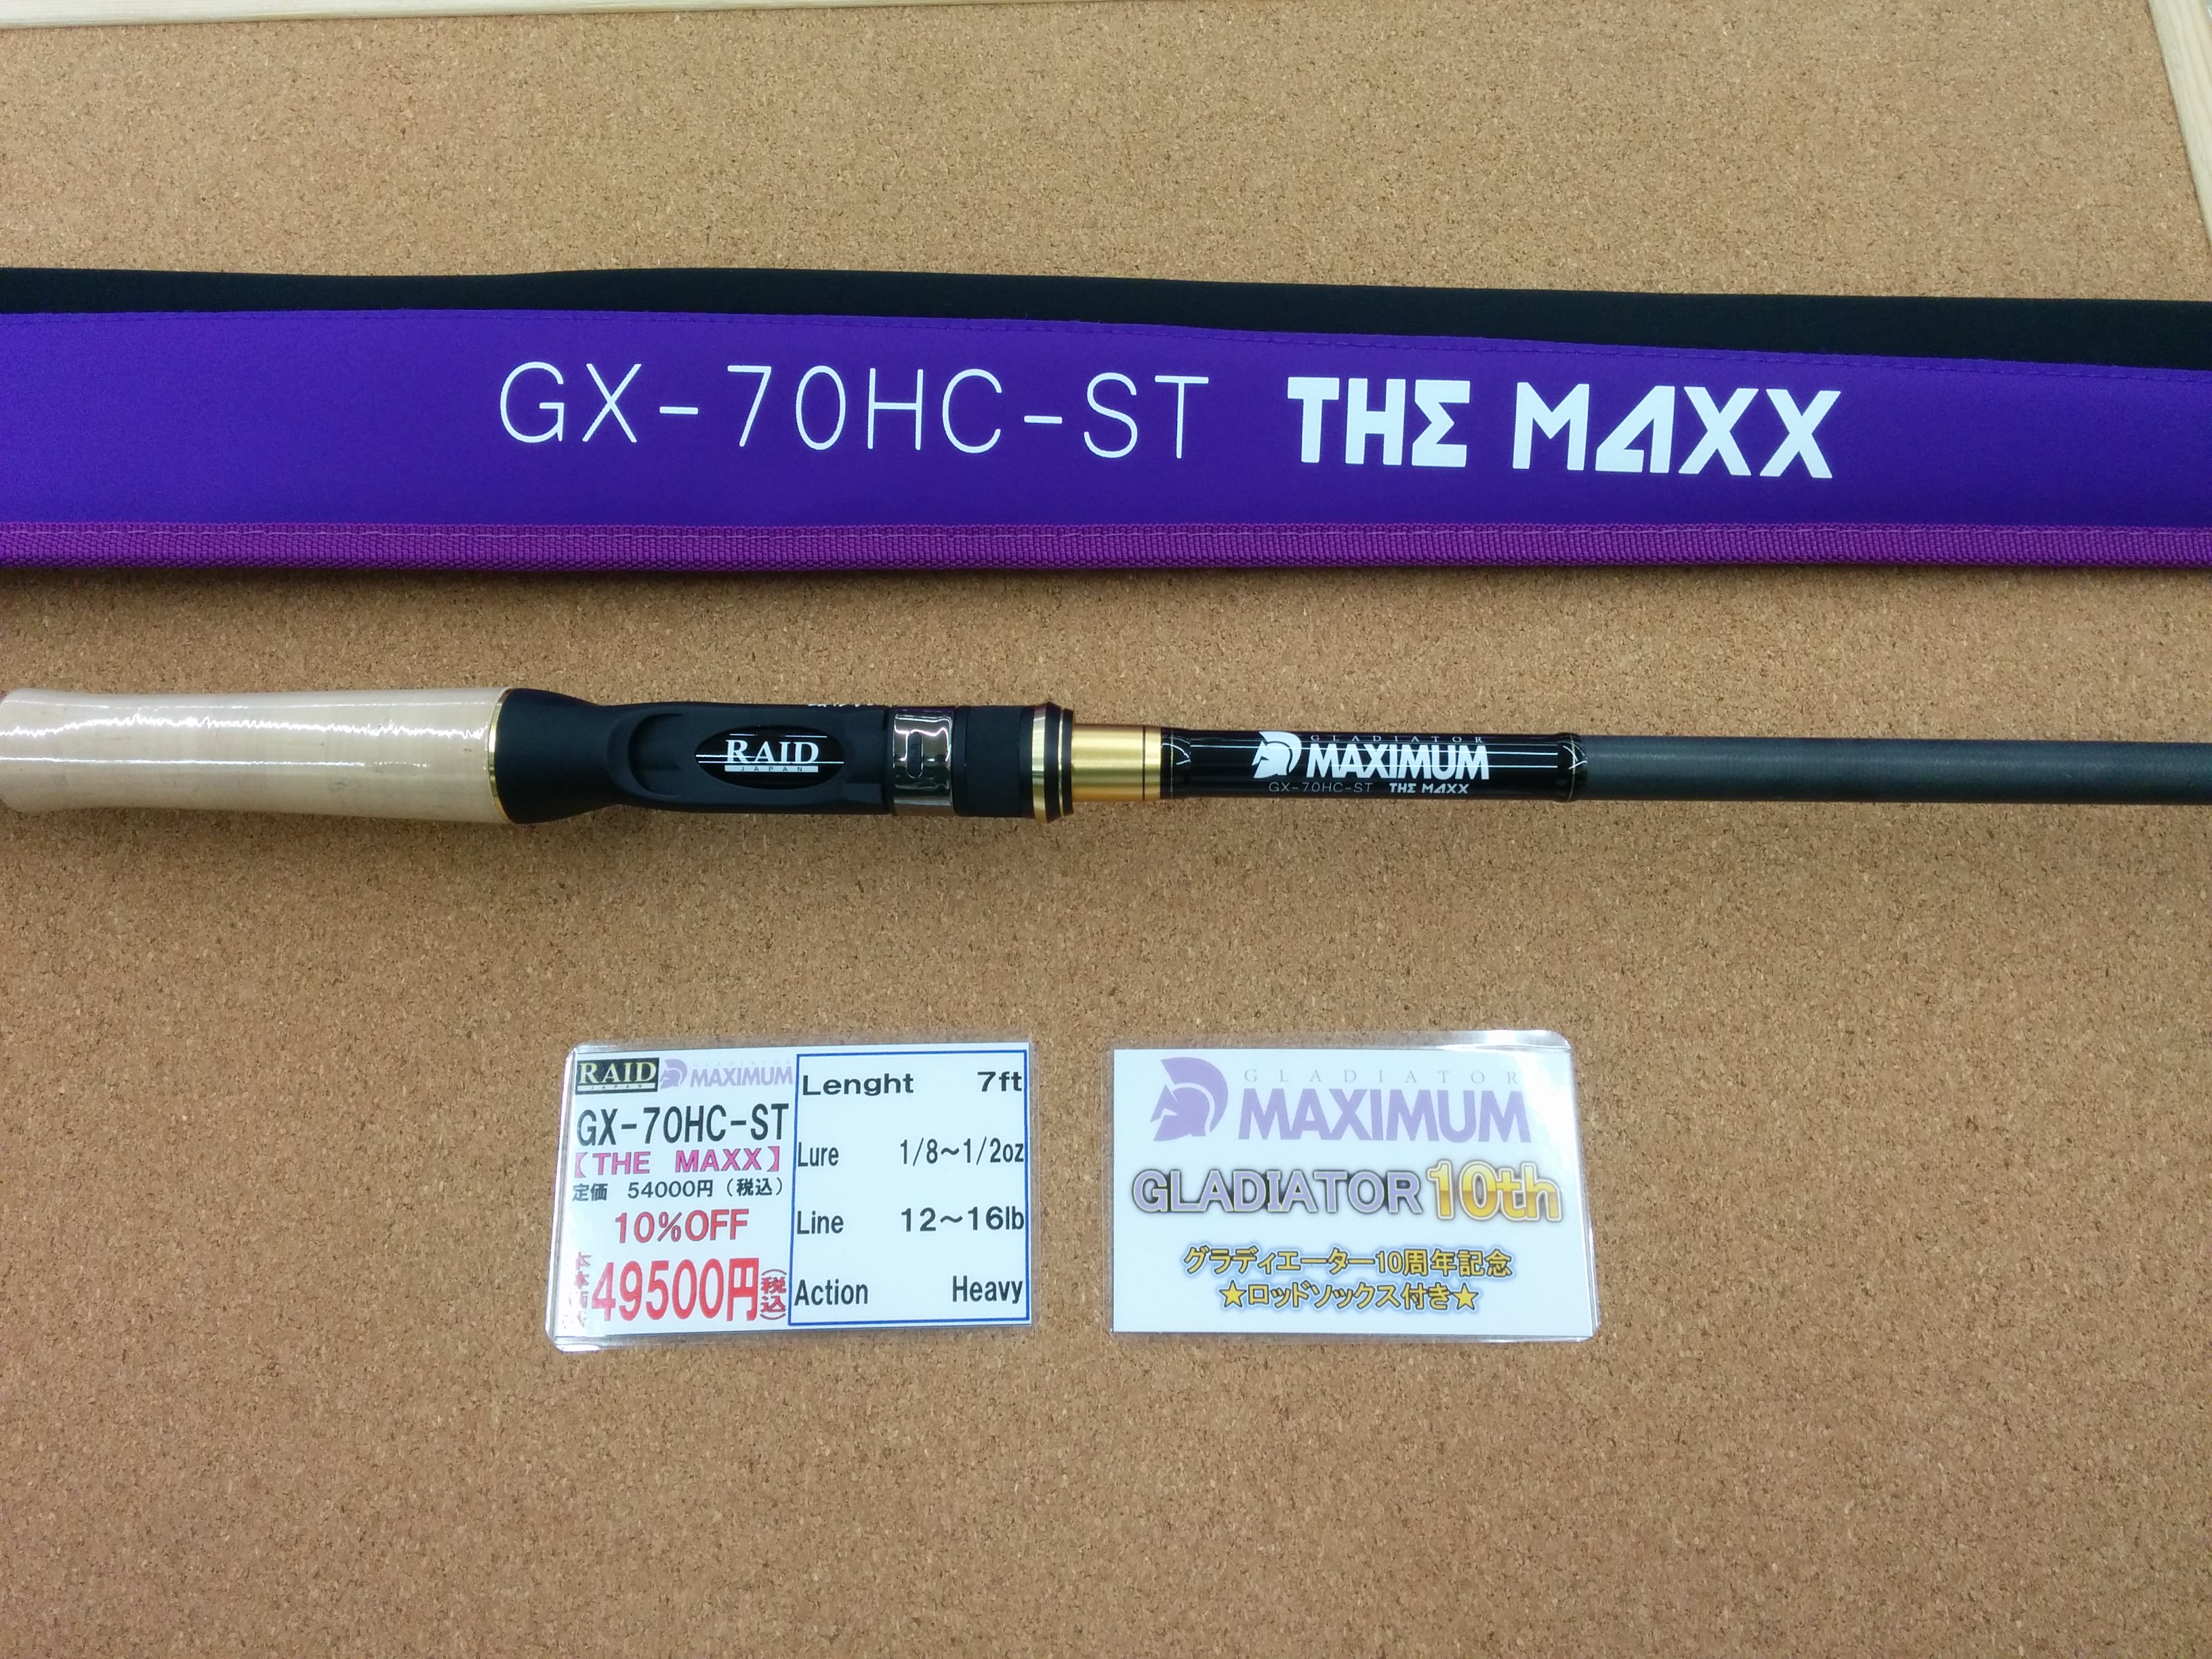 GX-70HC-ST THE MAXX
RAID
JAPAN
GLADIATOR
MAXIMUM
GX-70HC-ST THE MAXX
RAID
JAPAN
GLADIATOR
MAXIMUM
GX-70HC-ST
【THE MAXX】
定価 54000円(税込)
10%OFF
49500円(税込)
Lenght 7ft
Lure 1/8~1/2oz
Line 12~16lb
Action Heavy
GLADIATOR
MAXIMUM
GLADIATOR 10th
グラディエーター10周年記念
★ロッドソックス付き★